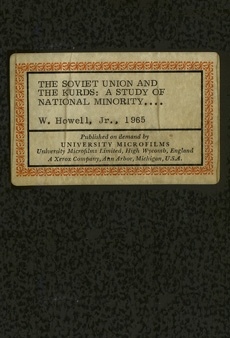 THE SOVIET UNION AND
THE KURDS: A STUDY OF
NATIONAL MINORITY,...
W. Howell, Jr., 1965
Published on demand by
UNIVERSITY MICROFILMS
University Microfilms Limited, High Wycomb, England
A Xerox Company, Ann Arbor, Michigan, U.S.A.